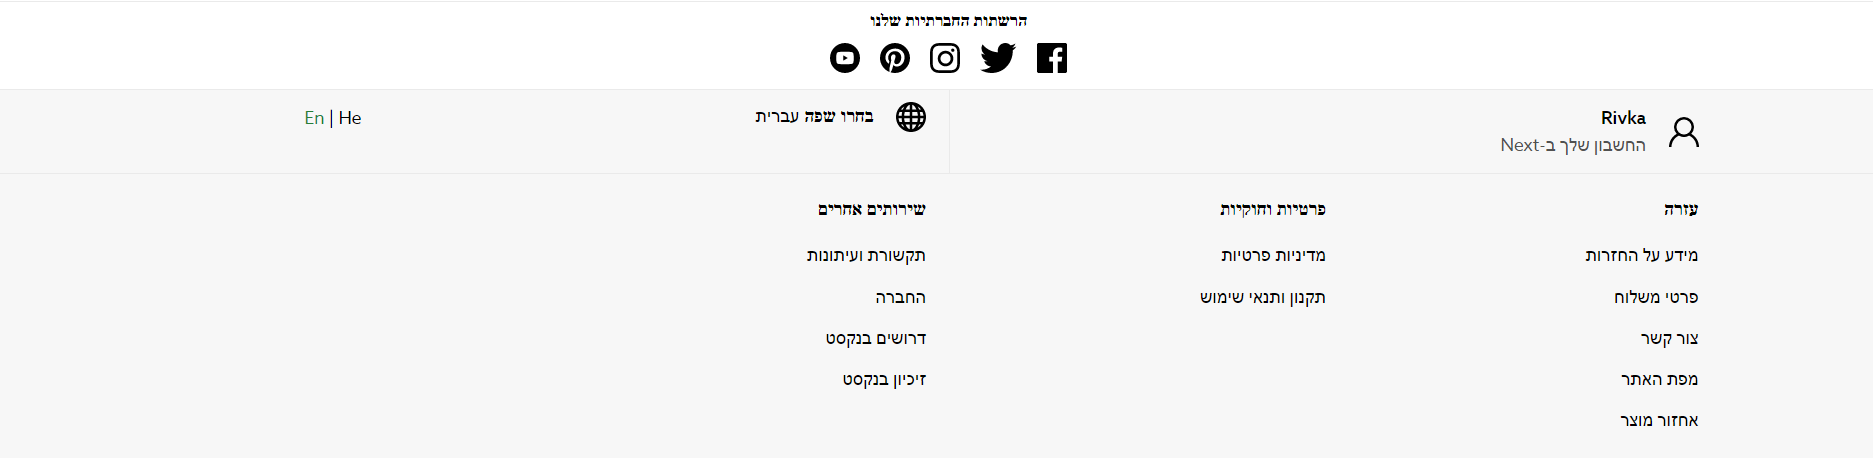 הרשתות החברתיות שלנו
Rivka
החשבון שלך ב-Next
בחרו שפה עברית
En | He
עזרה
מידע על החזרות
פרטי משלוח
צור קשר
מפת האתר
אחזור מוצר
פרטיות וחוקיות
מדיניות פרטיות
תקנון ותנאי שימוש
שירותים אחרים
תקשורת ועיתונות
החברה
דרושים בנקסט
זיכיון בנקסט